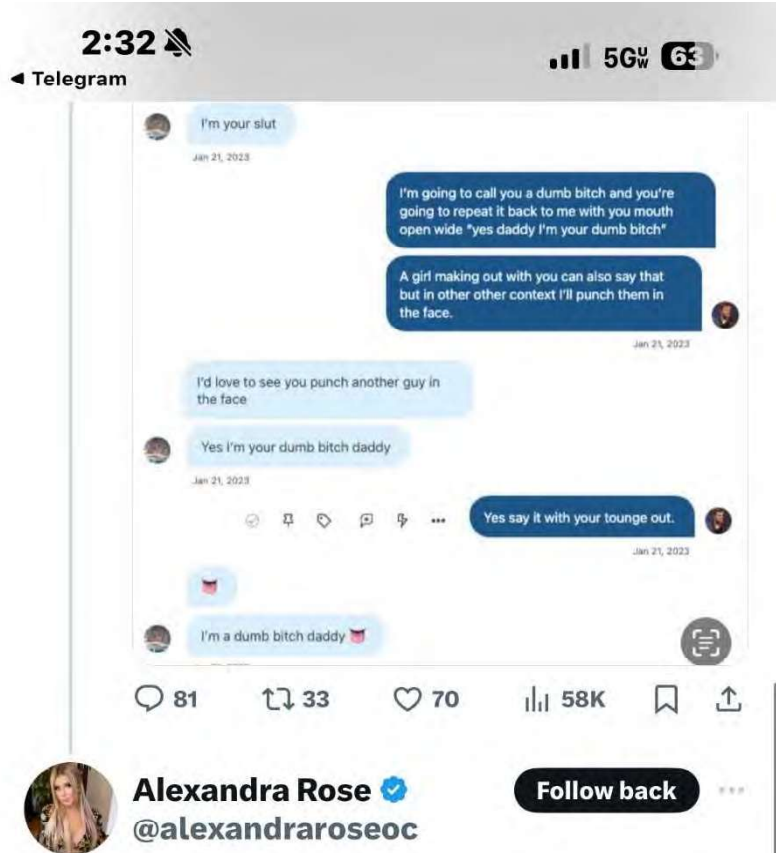 2:32
63
5G UW
◀ Telegram
I'm your slut
Jan 21, 2023
I'm going to call you a dumb bitch and you're
going to repeat it back to me with you mouth
open wide "yes daddy I'm your dumb bitch"
A girl making out with you can also say that
but in other other context I'll punch them in
the face.
Jan 21, 2023
I'd love to see you punch another guy in
the face
Yes I'm your dumb bitch daddy
Jan 21, 2023
Yes say it with your tounge out.
Jan 21, 2023
👅
I'm a dumb bitch daddy 👅
81
33
70
58K
Alexandra Rose
Follow back
@alexandraroseoc